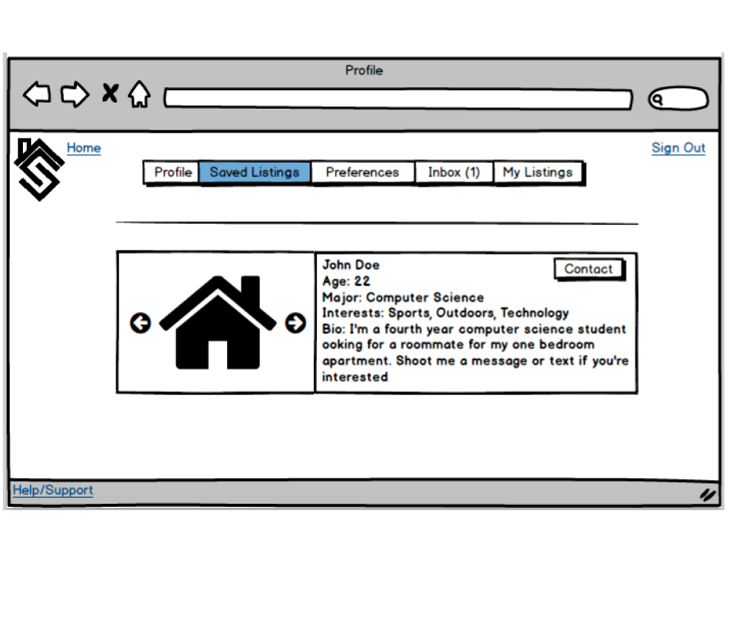 Profile
Home
Sign Out
Profile Saved Listings Preferences Inbox (1) My Listings
John Doe
Contact
Age: 22
Major: Computer Science
Interests: Sports, Outdoors, Technology
Bio: I'm a fourth year computer science student
ooking for a roommate for my one bedroom
apartment. Shoot me a message or text if you're
interested
Help/Support